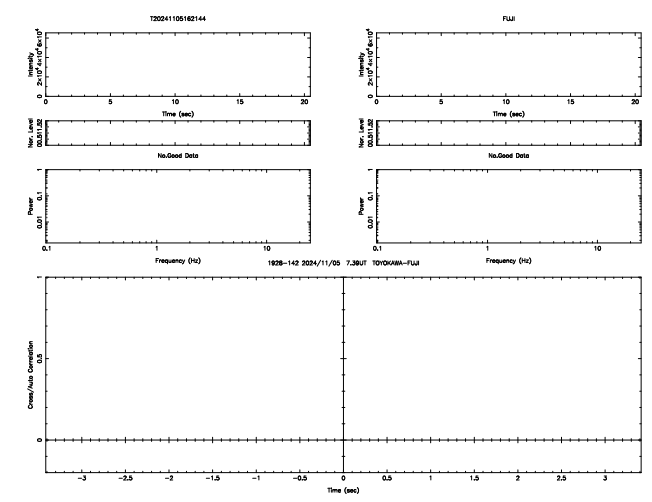 T20241105162144 FUJI
Intensity 0 2×10⁴ 4×10⁴ 6×10⁴ Intensity 0 2×10⁴ 4×10⁴ 6×10⁴
0 5 10 15 20 0 5 10 15 20
Time (sec) Time (sec)
Nor. Level 00.511.52 Nor. Level 00.511.52
No.Good Data No.Good Data
Power 0.01 0.1 1 Power 0.01 0.1 1
0.1 1 10 0.1 1 10
Frequency (Hz) Frequency (Hz)
1928-142 2024/11/05 7.39UT TOYOKAWA-FUJI
Cross/Auto Correlation 0 0.5 1
-3 -2.5 -2 -1.5 -1 -0.5 0 0.5 1 1.5 2 2.5 3
Time (sec)